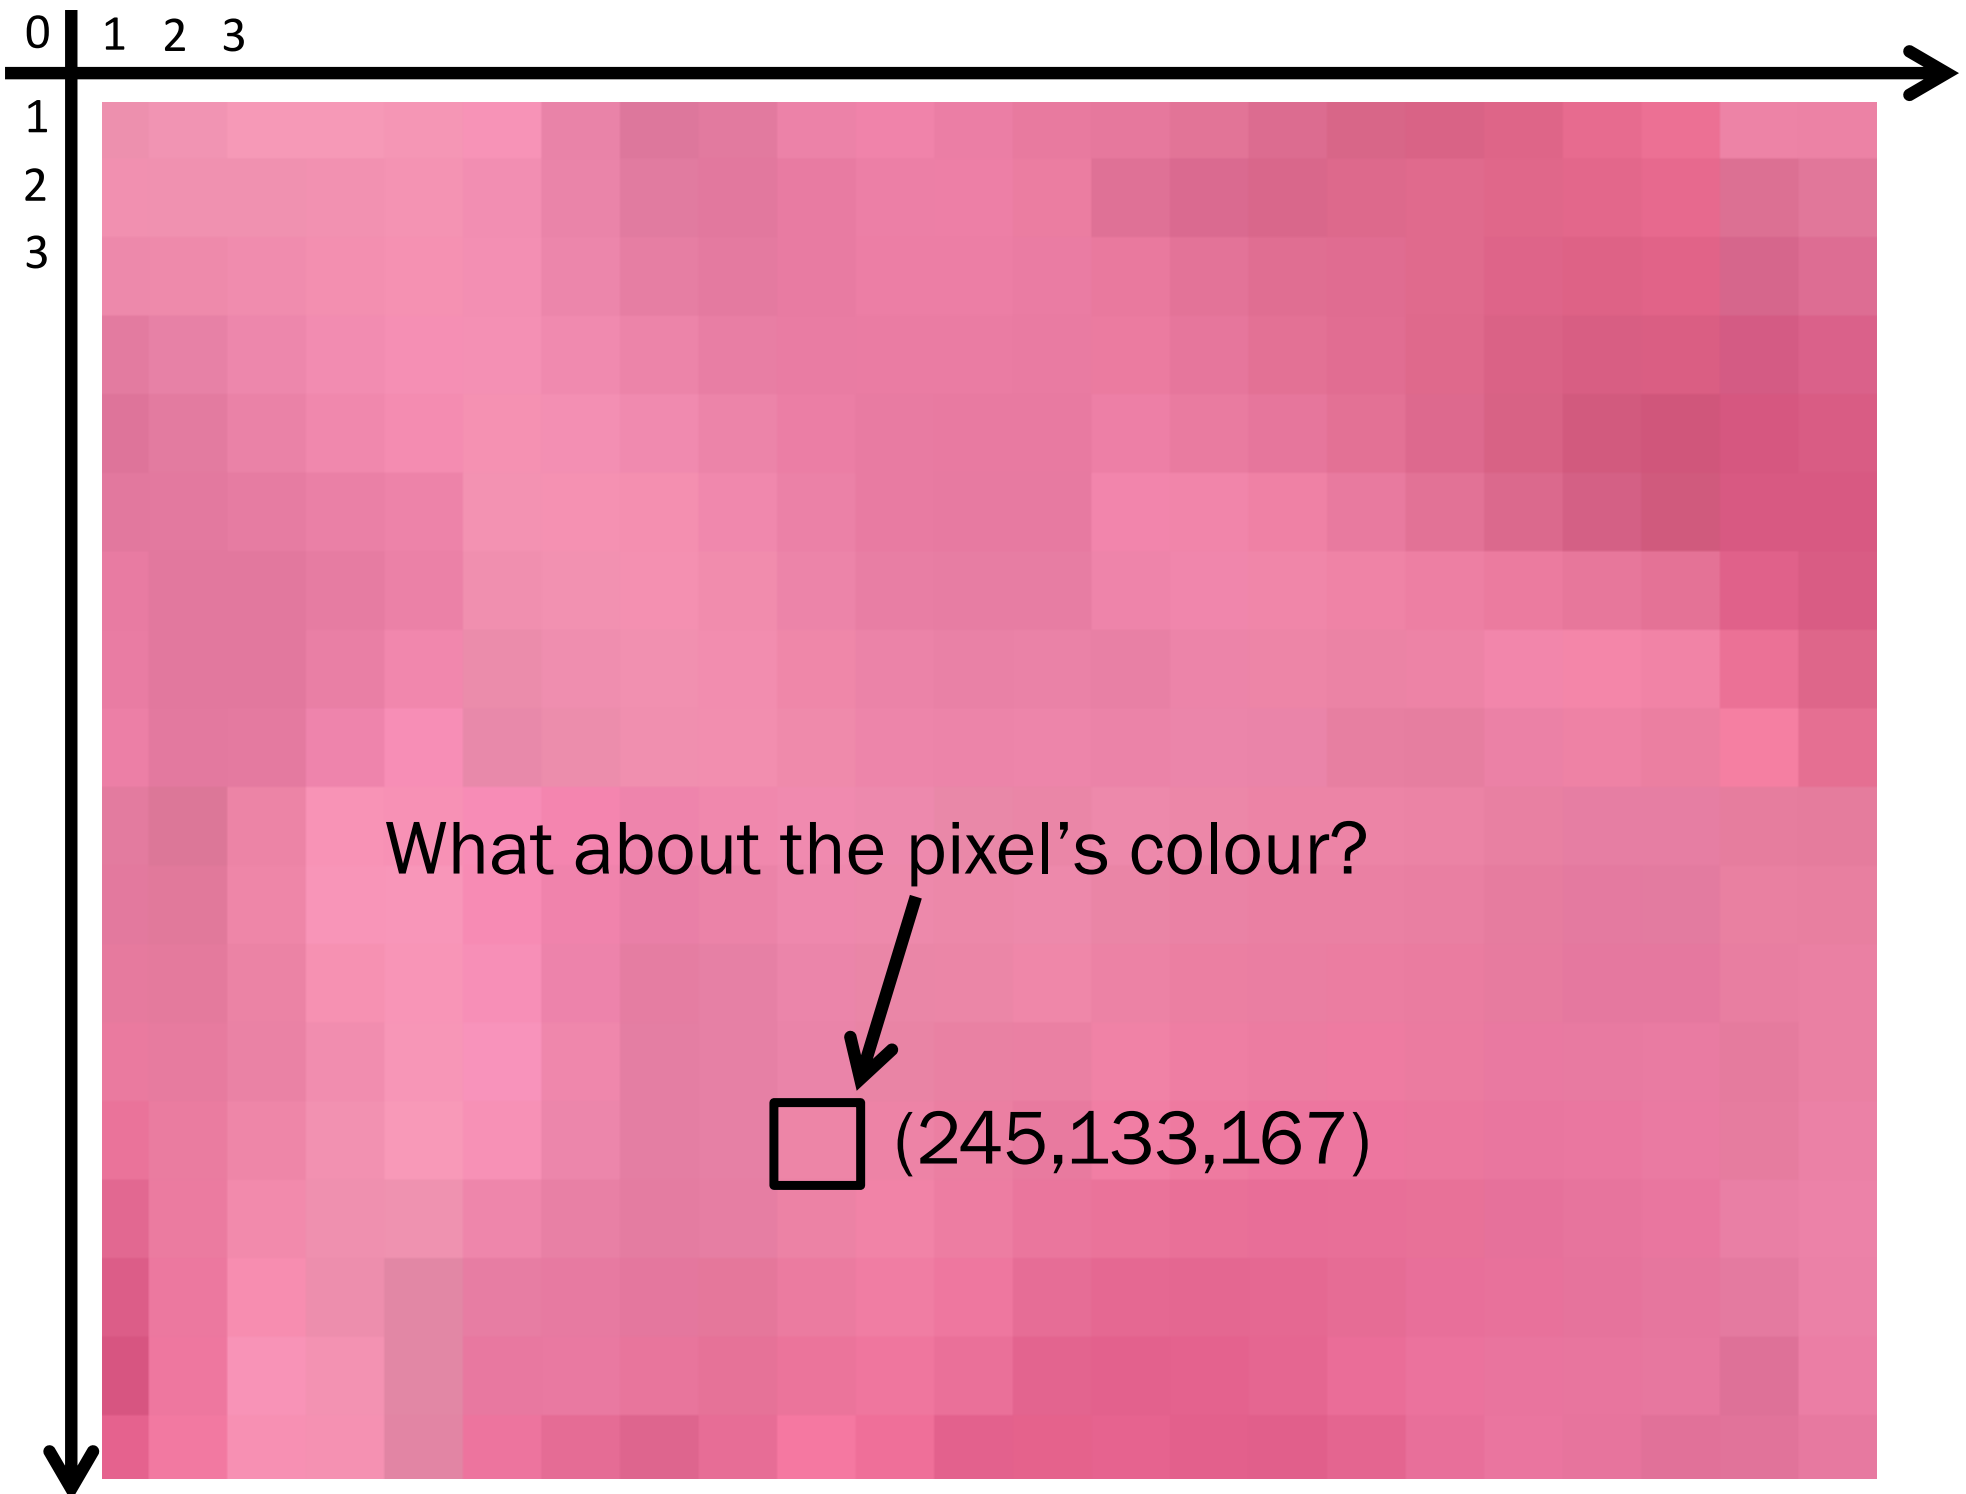 0 1 2 3
1
2
3
What about the pixel’s colour?
(245,133,167)